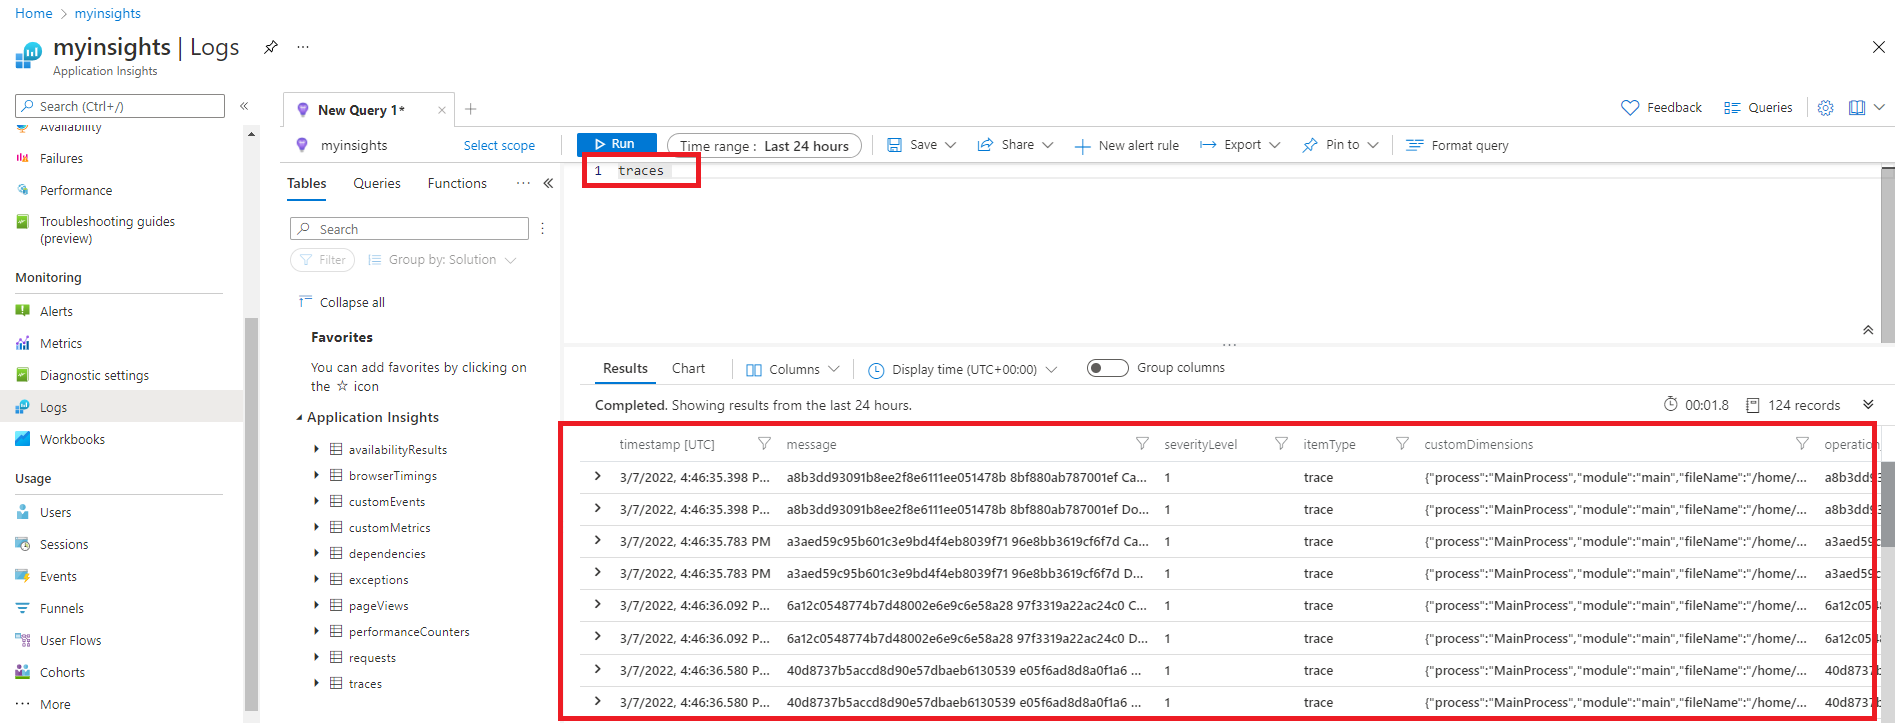 Home > myinsights
myinsights | Logs
Application Insights
Search (Ctrl+/)
Availability
Failures
Performance
Troubleshooting guides
(preview)
Monitoring
Alerts
Metrics
Diagnostic settings
Logs
Workbooks
Usage
Users
Sessions
Events
Funnels
User Flows
Cohorts
More
New Query 1*
Feedback Queries
myinsights Select scope
Run Time range : Last 24 hours Save Share New alert rule Export Pin to Format query
Tables Queries Functions
Search
Filter Group by: Solution
Collapse all
Favorites
You can add favorites by clicking on
the ☆ icon
Application Insights
availabilityResults
browserTimings
customEvents
customMetrics
dependencies
exceptions
pageViews
performanceCounters
requests
traces
1 traces
Results Chart Columns Display time (UTC+00:00) Group columns
Completed. Showing results from the last 24 hours. 00:01.8 124 records
timestamp [UTC] message severityLevel itemType customDimensions operation
3/7/2022, 4:46:35.398 P... a8b3dd93091b8ee2f8e6111ee051478b 8bf880ab787001ef Ca... 1 trace {"process":"MainProcess","module":"main","fileName":"/home/... a8b3dd93
3/7/2022, 4:46:35.398 P... a8b3dd93091b8ee2f8e6111ee051478b 8bf880ab787001ef Do... 1 trace {"process":"MainProcess","module":"main","fileName":"/home/... a8b3dd93
3/7/2022, 4:46:35.783 PM a3aed59c95b601c3e9bd4f4eb8039f71 96e8bb3619cf6f7d Ca... 1 trace {"process":"MainProcess","module":"main","fileName":"/home/... a3aed59c
3/7/2022, 4:46:35.783 PM a3aed59c95b601c3e9bd4f4eb8039f71 96e8bb3619cf6f7d D... 1 trace {"process":"MainProcess","module":"main","fileName":"/home/... a3aed59c
3/7/2022, 4:46:36.092 P... 6a12c0548774b7d48002e6e9c6e58a28 97f3319a22ac24c0 C... 1 trace {"process":"MainProcess","module":"main","fileName":"/home/... 6a12c054
3/7/2022, 4:46:36.092 P... 6a12c0548774b7d48002e6e9c6e58a28 97f3319a22ac24c0 D... 1 trace {"process":"MainProcess","module":"main","fileName":"/home/... 6a12c054
3/7/2022, 4:46:36.580 P... 40d8737b5accd8d90e57dbaeb6130539 e05f6ad8d8a0f1a6 ... 1 trace {"process":"MainProcess","module":"main","fileName":"/home/... 40d8737b
3/7/2022, 4:46:36.580 P... 40d8737b5accd8d90e57dbaeb6130539 e05f6ad8d8a0f1a6 ... 1 trace {"process":"MainProcess","module":"main","fileName":"/home/... 40d8737b